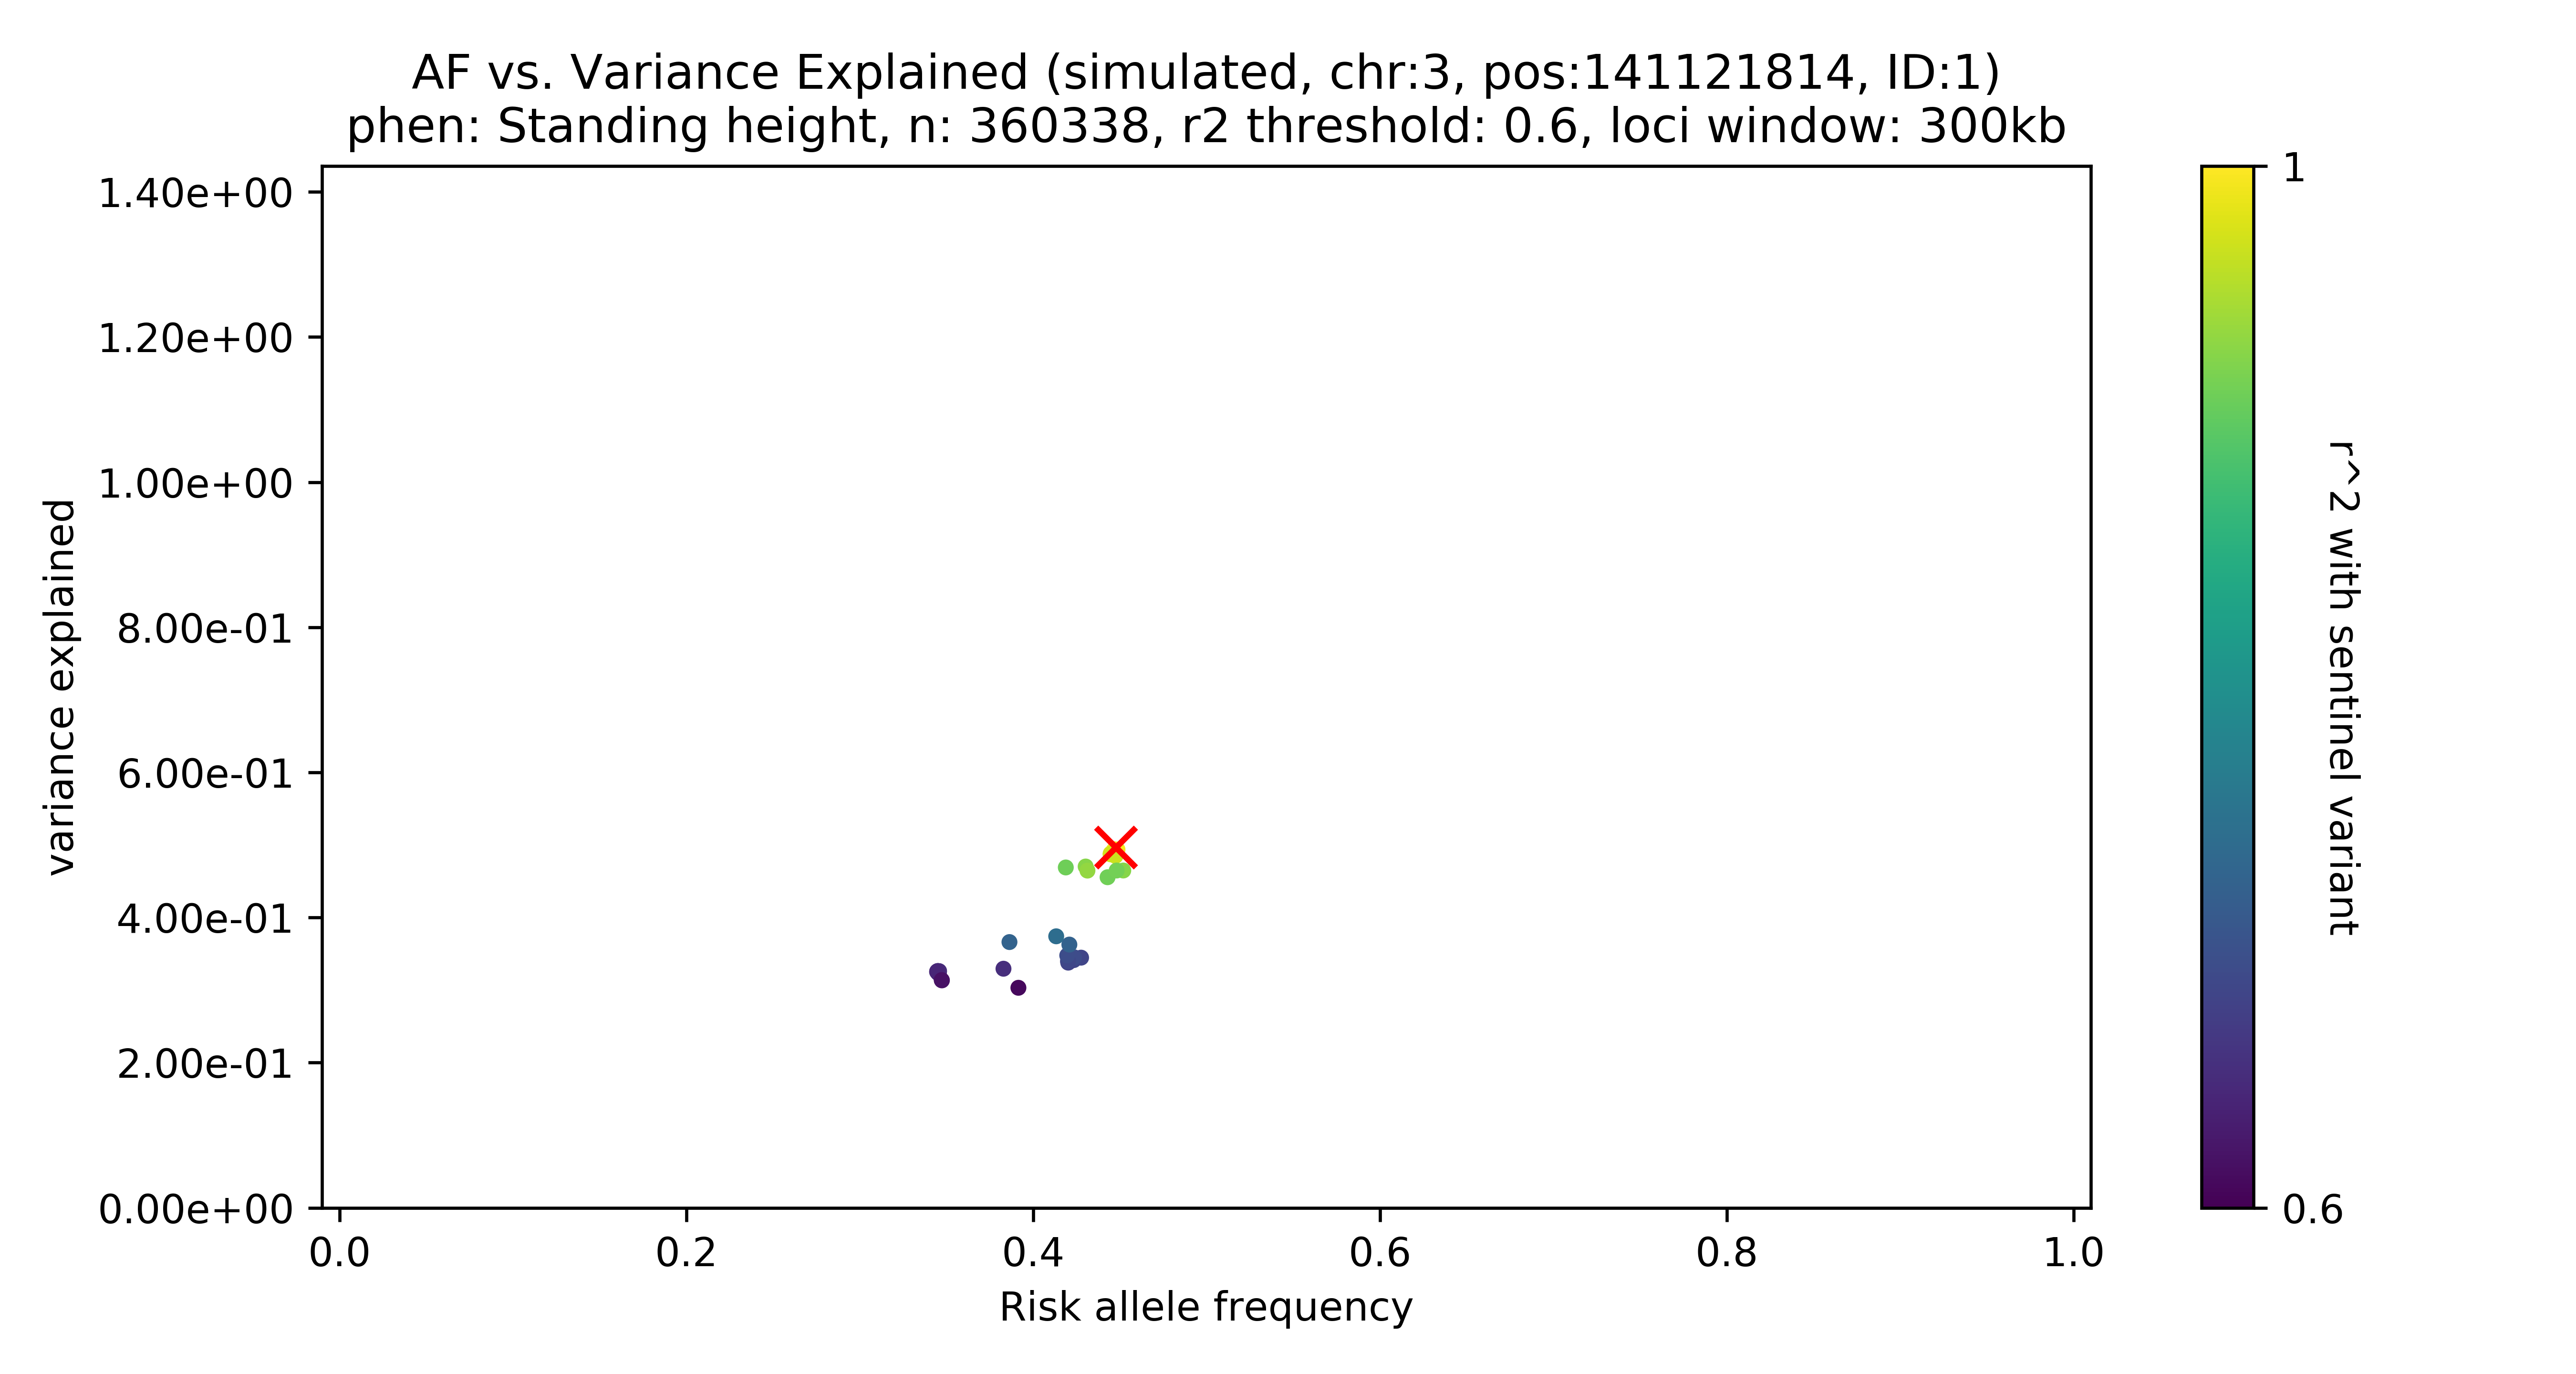 AF vs. Variance Explained (simulated, chr:3, pos:141121814, ID:1)
phen: Standing height, n: 360338, r2 threshold: 0.6, loci window: 300kb
1.40e+00
1.20e+00
1.00e+00
8.00e-01
6.00e-01
4.00e-01
2.00e-01
0.00e+00
variance explained
0.0
0.2
0.4
0.6
0.8
1.0
Risk allele frequency
1
0.6
r^2 with sentinel variant